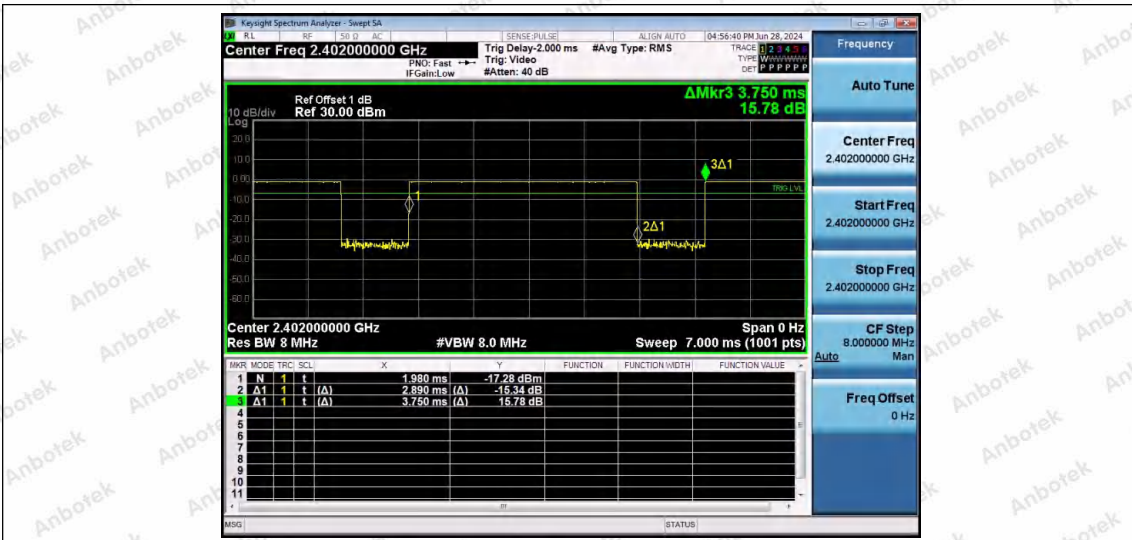 Keysight Spectrum Analyzer - Swept SA
RL RF 50 Ω AC SENSE:PULSE ALIGN AUTO 04:56:40 PM Jun 28, 2024
Center Freq 2.402000000 GHz
PNO: Fast
IFGain:Low
Trig Delay-2.000 ms
Trig: Video
#Atten: 40 dB
#Avg Type: RMS
TRACE 1 2 3 4 5 6
TYPE W
DET P P P P P P
ΔMkr3 3.750 ms
15.78 dB
10 dB/div
Log
Ref Offset 1 dB
Ref 30.00 dBm
20.0
10.0
0.00
-10.0
-20.0
-30.0
-40.0
-50.0
-60.0
1
2Δ1
3Δ1
TRIG LVL
Center 2.402000000 GHz Span 0 Hz
Res BW 8 MHz #VBW 8.0 MHz Sweep 7.000 ms (1001 pts)
MKR MODE TRC SCL X Y FUNCTION FUNCTION WIDTH FUNCTION VALUE
1 N 1 t 1.980 ms -17.28 dBm
2 Δ1 1 t (Δ) 2.890 ms (Δ) -15.34 dB
3 Δ1 1 t (Δ) 3.750 ms (Δ) 15.78 dB
4
5
6
7
8
9
10
11
MSG STATUS
Frequency
Auto Tune
Center Freq
2.402000000 GHz
Start Freq
2.402000000 GHz
Stop Freq
2.402000000 GHz
CF Step
8.000000 MHz
Auto Man
Freq Offset
0 Hz
Anbotek